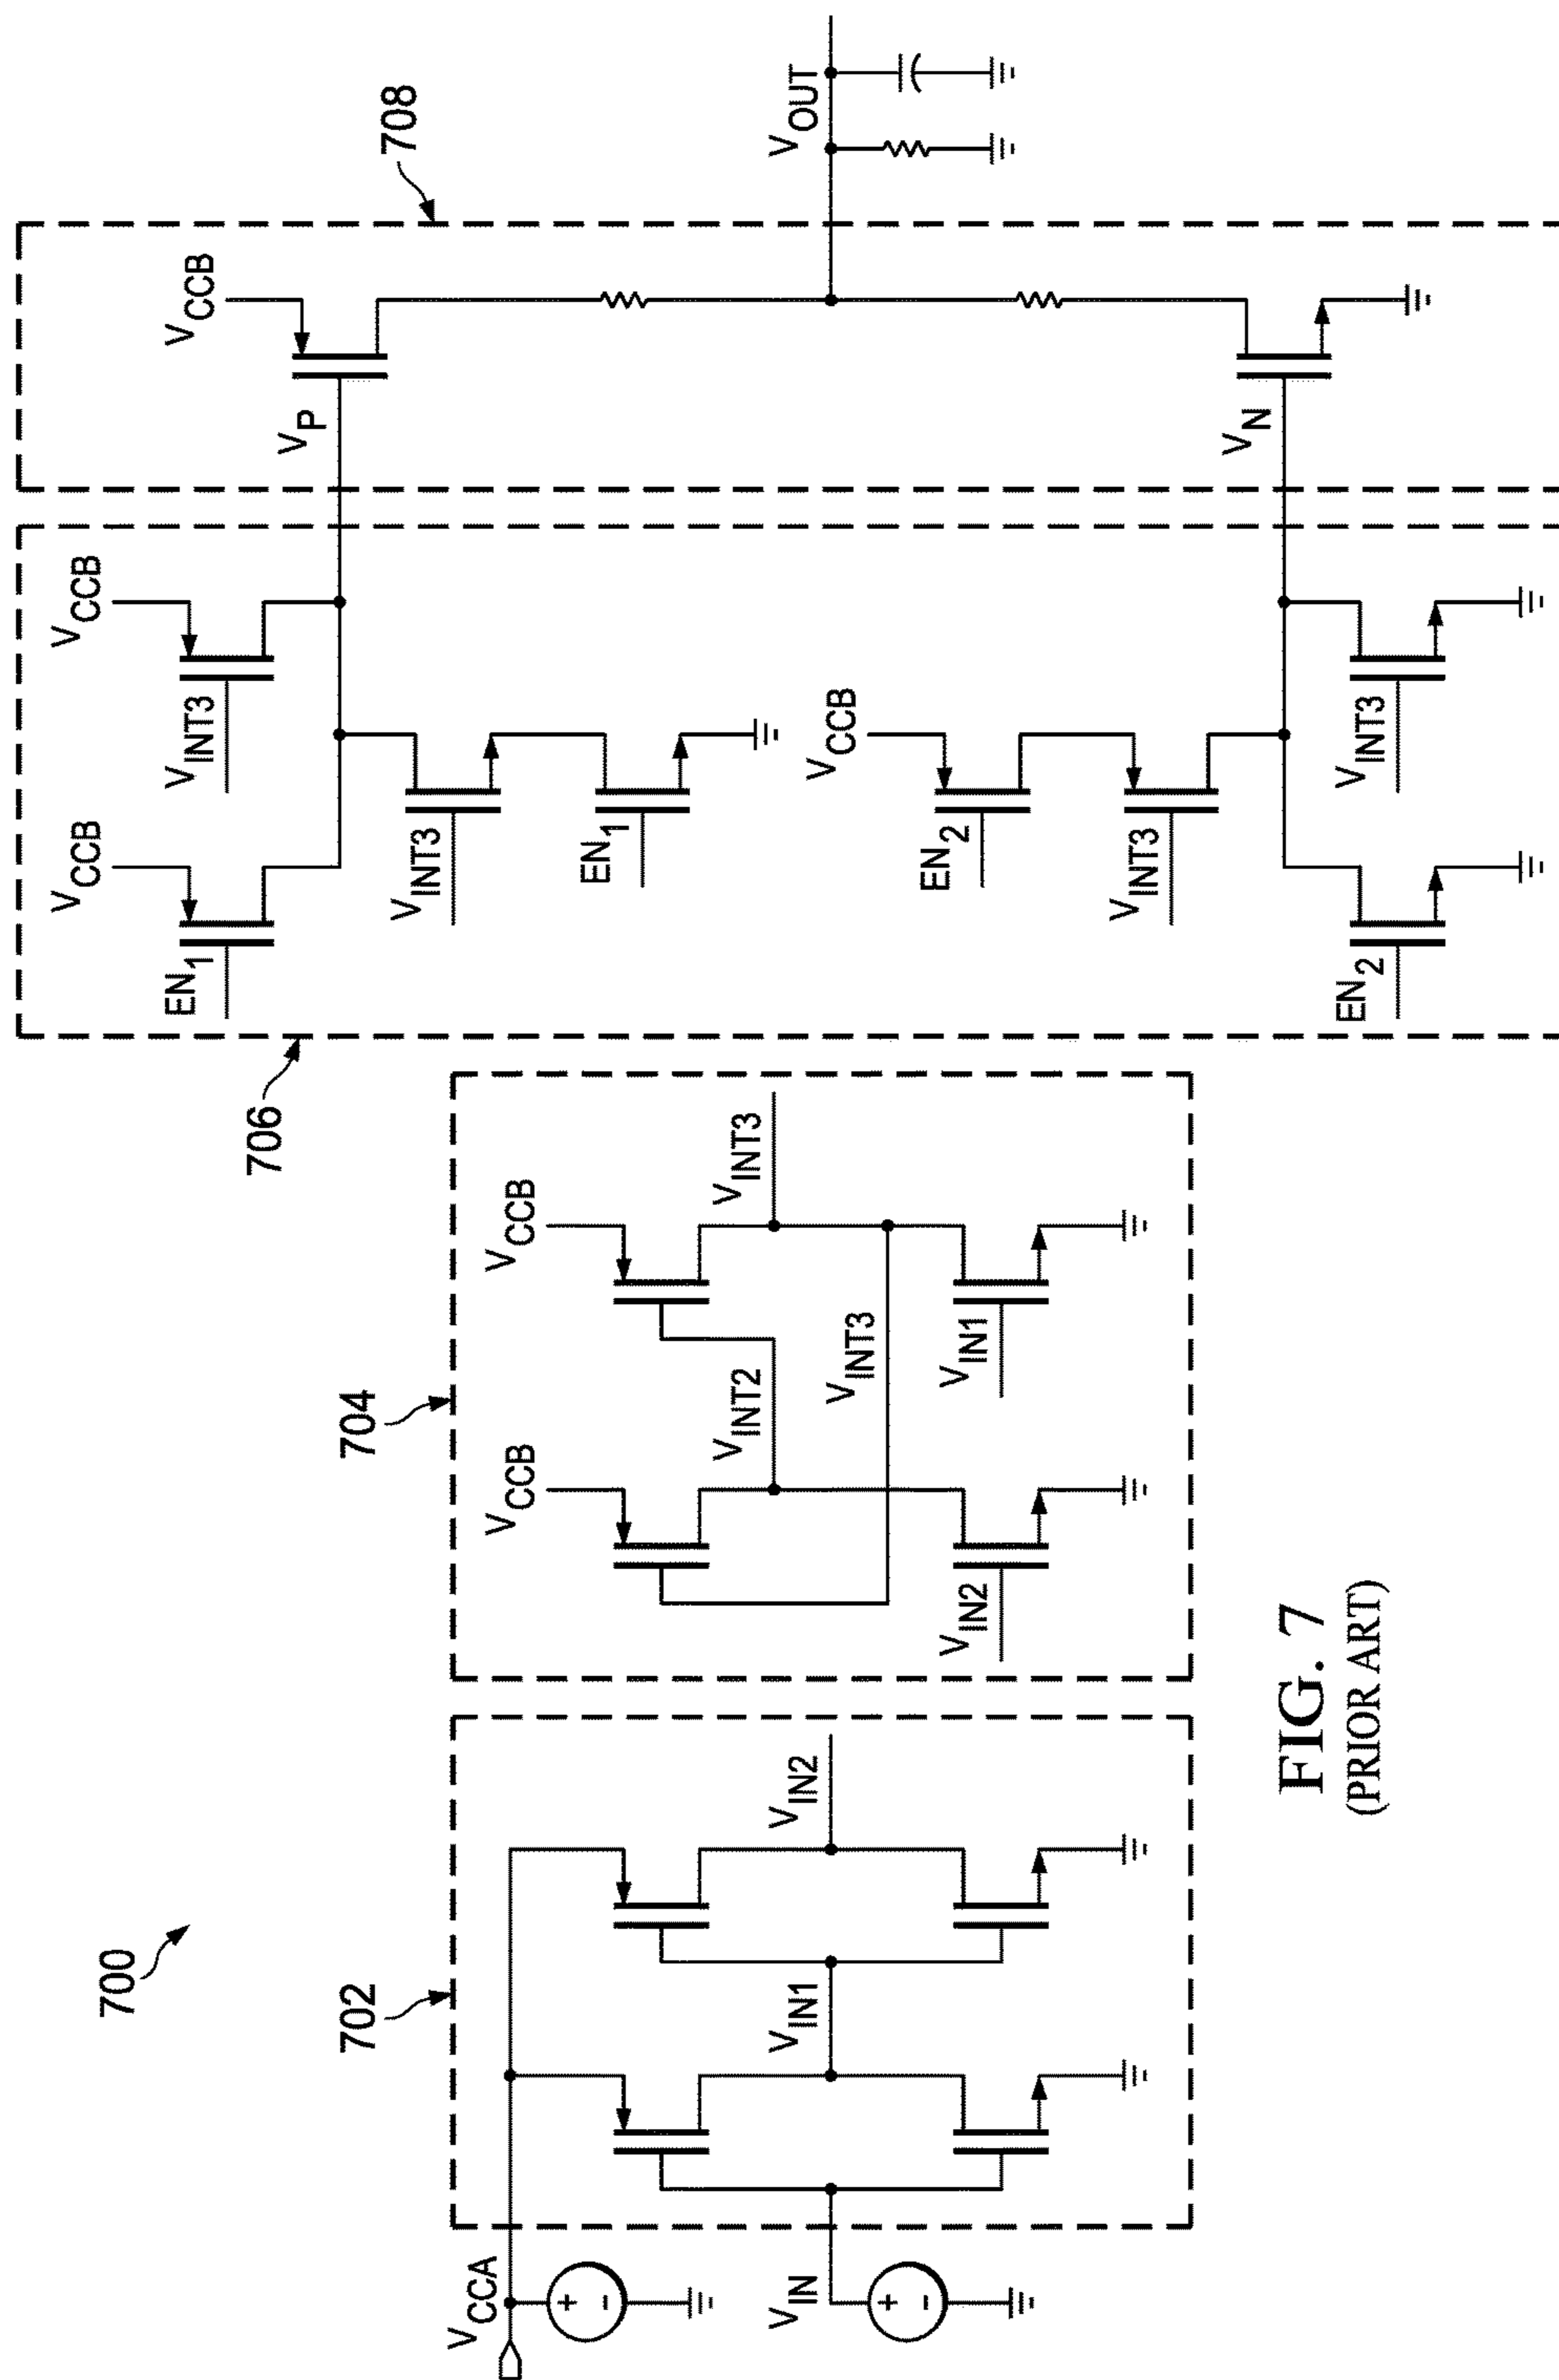 700
702
V_CCA
V_IN
V_IN1
V_IN2
+
-
+
-
704
V_CCB
V_CCB
V_INT2
V_INT3
V_INT3
V_IN2
V_IN1
706
V_CCB
V_CCB
EN_1
V_INT3
V_INT3
EN_1
V_CCB
EN_2
V_INT3
EN_2
V_INT3
708
V_CCB
V_P
V_N
V_OUT
FIG. 7
(PRIOR ART)